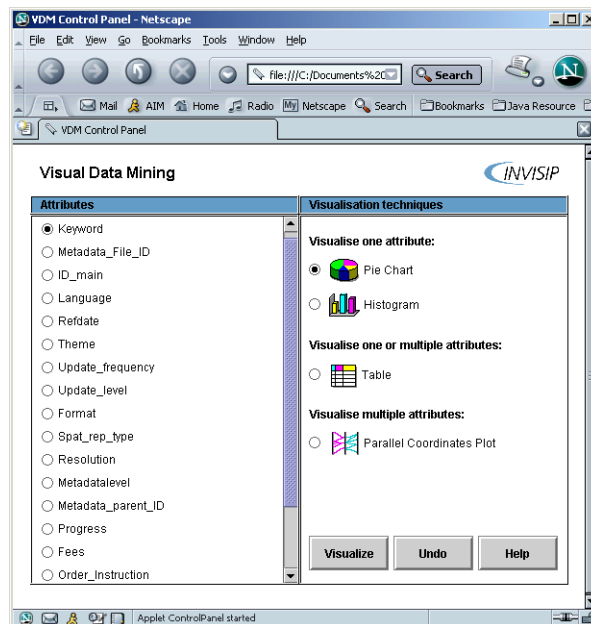 VDM Control Panel - Netscape
File Edit View Go Bookmarks Tools Window Help
file:///C:/Documents%20 Search
Mail AIM Home Radio My Netscape Search Bookmarks Java Resource
VDM Control Panel
Visual Data Mining
INVISIP
Attributes
Visualisation techniques
Keyword
Metadata_File_ID
ID_main
Language
Refdate
Theme
Update_frequency
Update_level
Format
Spat_rep_type
Resolution
Metadatalevel
Metadata_parent_ID
Progress
Fees
Order_Instruction
Visualise one attribute:
Pie Chart
Histogram
Visualise one or multiple attributes:
Table
Visualise multiple attributes:
Parallel Coordinates Plot
Visualize Undo Help
Applet ControlPanel started